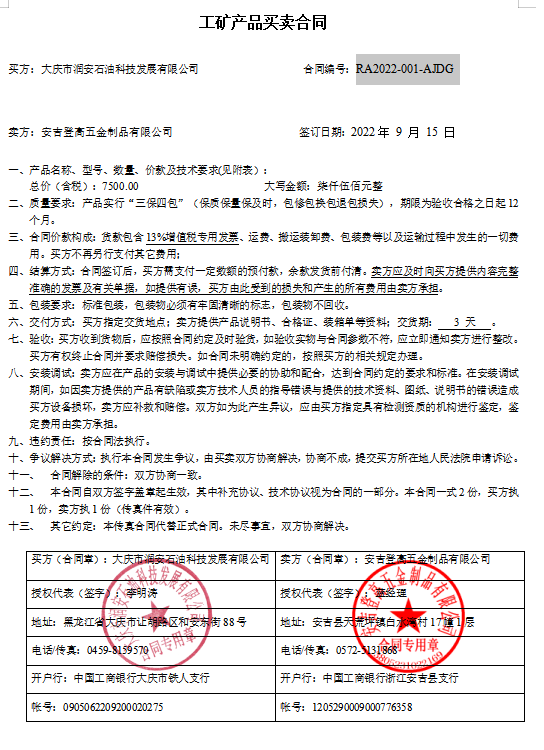 工矿产品买卖合同
买方：大庆市润安石油科技发展有限公司 合同编号：RA2022-001-AJDG
卖方：安吉登高五金制品有限公司 签订日期：2022年 9 月 15 日
一、产品名称、型号、数量、价款及技术要求(见附表)：
总价（含税）：7500.00 大写金额：柒仟伍佰元整
二、质量要求：产品实行“三保四包”（保质保量保及时，包修包换包退包损失），期限为验收合格之日起12
个月。
三、合同价款构成：货款包含13%增值税专用发票、运费、搬运装卸费、包装费等以及运输过程中发生的一切费
用。买方不再另行支付其它费用；
四、结算方式：合同签订后，买方需支付一定数额的预付款，余款发货前付清。卖方应及时向买方提供内容完整
准确的发票及有关单据，如提供有误，买方由此受到的损失和产生的所有费用由卖方承担。
五、包装要求：标准包装，包装物必须有牢固清晰的标志，包装物不回收。
六、交付方式：买方指定交货地点；卖方提供产品说明书、合格证、装箱单等资料；交货期： 3 天 。
七、验收：买方收到货物后，应按照合同约定及时验货，如验收实物与合同参数不符，应立即通知卖方进行整改。
买方有权终止合同并要求赔偿损失。如合同未明确约定的，按照买方的相关规定办理。
八、安装调试：卖方应在产品的安装与调试中提供必要的协助和配合，达到合同约定的要求和标准。在安装调试
期间，如因卖方提供的产品有缺陷或卖方技术人员的指导错误与提供的技术资料、图纸、说明书的错误造成
买方设备损坏，卖方应补救和赔偿。双方如为此产生异议，应由买方指定具有检测资质的机构进行鉴定，鉴
定费用由卖方承担。
九、违约责任：按合同法执行。
十、争议解决方式：执行本合同发生争议，由买卖双方协商解决，协商不成，提交买方所在地人民法院申请诉讼。
十一、 合同解除的条件：双方协商一致。
十二、 本合同自双方签字盖章起生效，其中补充协议、技术协议视为合同的一部分。本合同一式2份，买方执
1份，卖方执1份（传真件有效）。
十三、 其它约定：本传真合同代替正式合同。未尽事宜，双方协商解决。
买方（合同章）：大庆市润安石油科技发展有限公司 卖方（合同章）：安吉登高五金制品有限公司
授权代表（签字）：李明涛 授权代表（签字）：经理
地址：黑龙江省大庆市让胡路区和安东街88号 地址：安吉县天荒坪镇白水湾村17幢1层
电话/传真：0459-8159570 电话/传真：0572-5131868
开户行：中国工商银行大庆市铁人支行 开户行：中国工商银行浙江安吉县支行
帐号：0905062209200020275 帐号：1205290009000776358
合同专用章
安吉登高五金制品有限公司
合同专用章